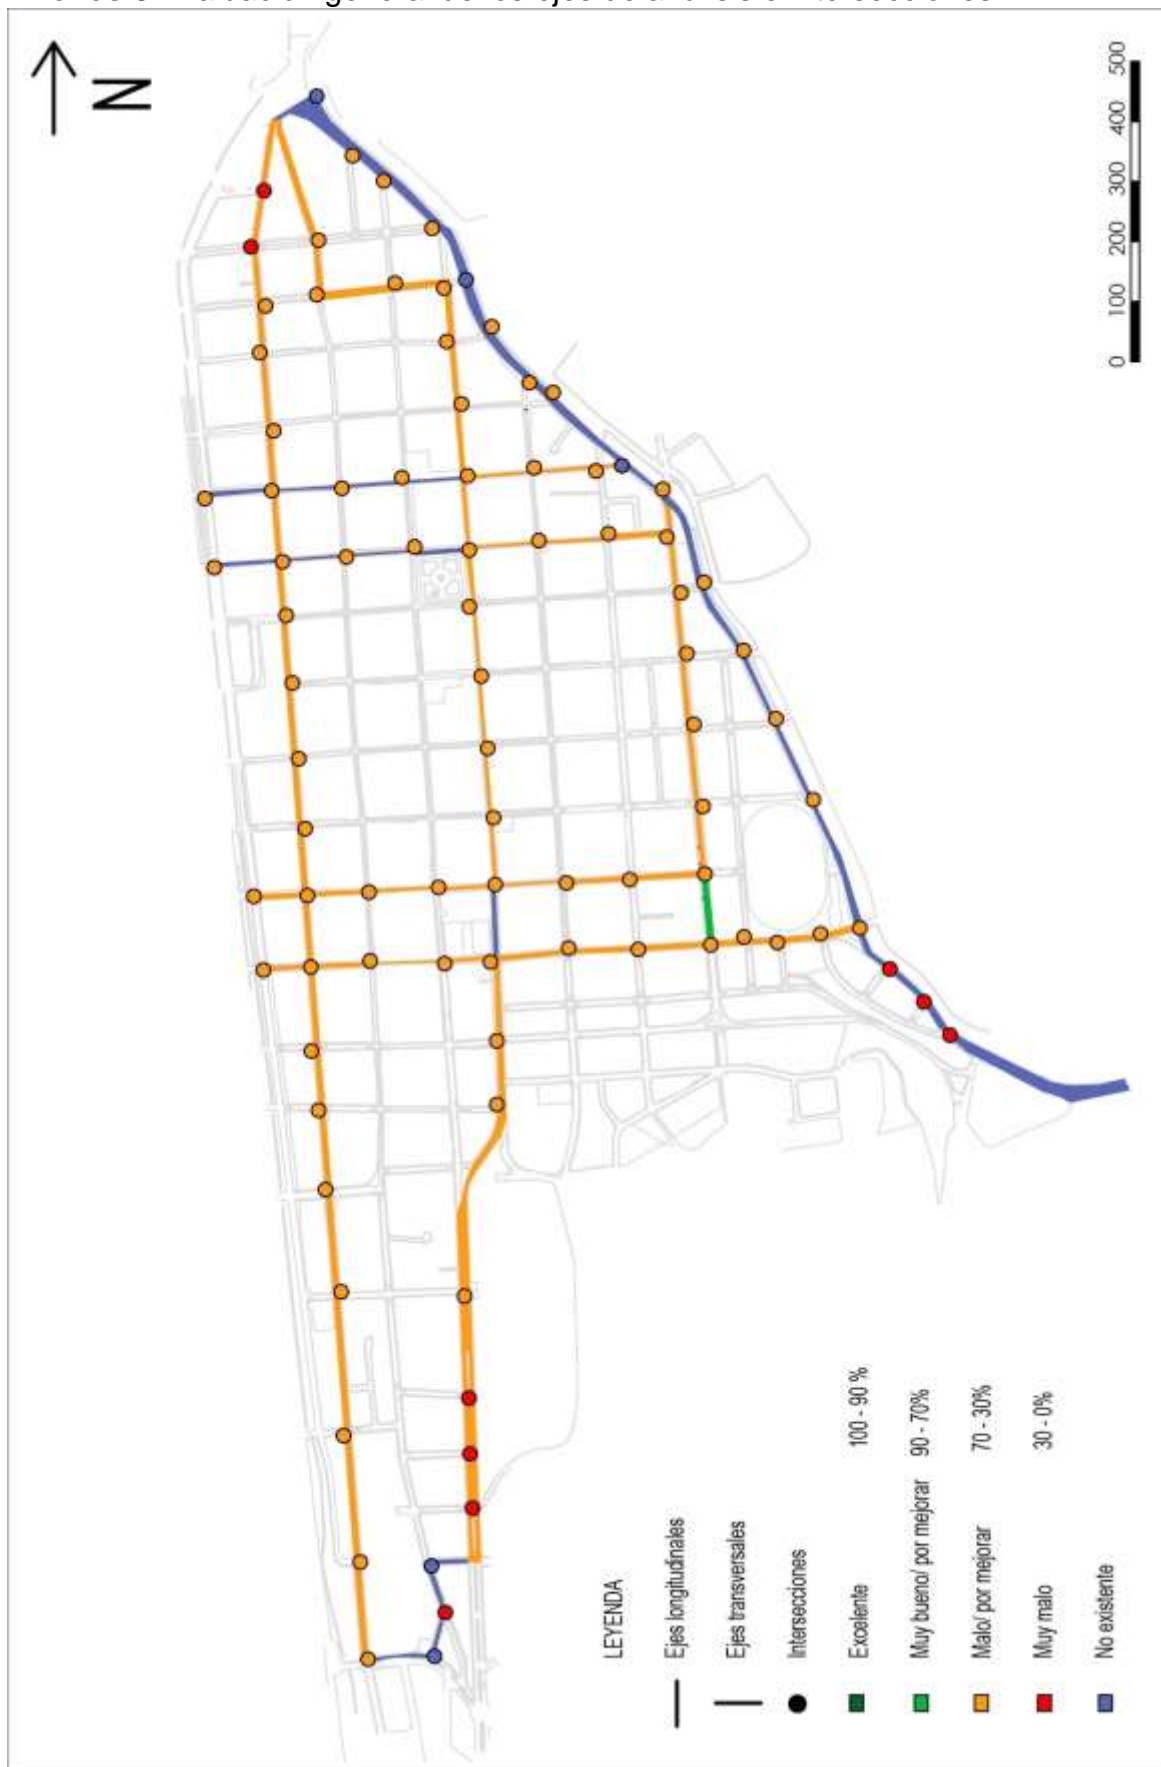 N
0 100 200 300 400 500
LEYENDA
Ejes longitudinales
Ejes transversales
Intersecciones
Excelente 100 - 90 %
Muy bueno/ por mejorar 90 - 70%
Malo/ por mejorar 70 - 30%
Muy malo 30 - 0%
No existente